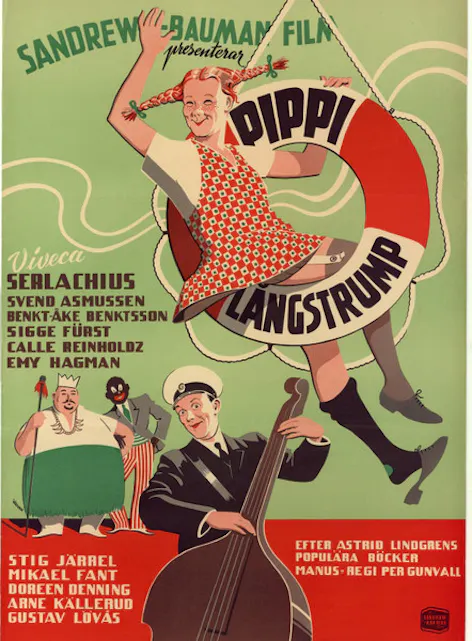 SANDREW-BAUMAN FILM
presenterar
PIPPI
LÅNGSTRUMP
Viveca
SERLACHIUS
SVEND ASMUSSEN
BENKT-ÅKE BENKTSSON
SIGGE FÜRST
CALLE REINHOLDZ
EMY HAGMAN
STIG JÄRREL
MIKAEL FANT
DOREEN DENNING
ARNE KÄLLERUD
GUSTAV LÖVÅS
EFTER ASTRID LINDGRENS
POPULÄRA BÖCKER
MANUS·REGI PER GUNVALL